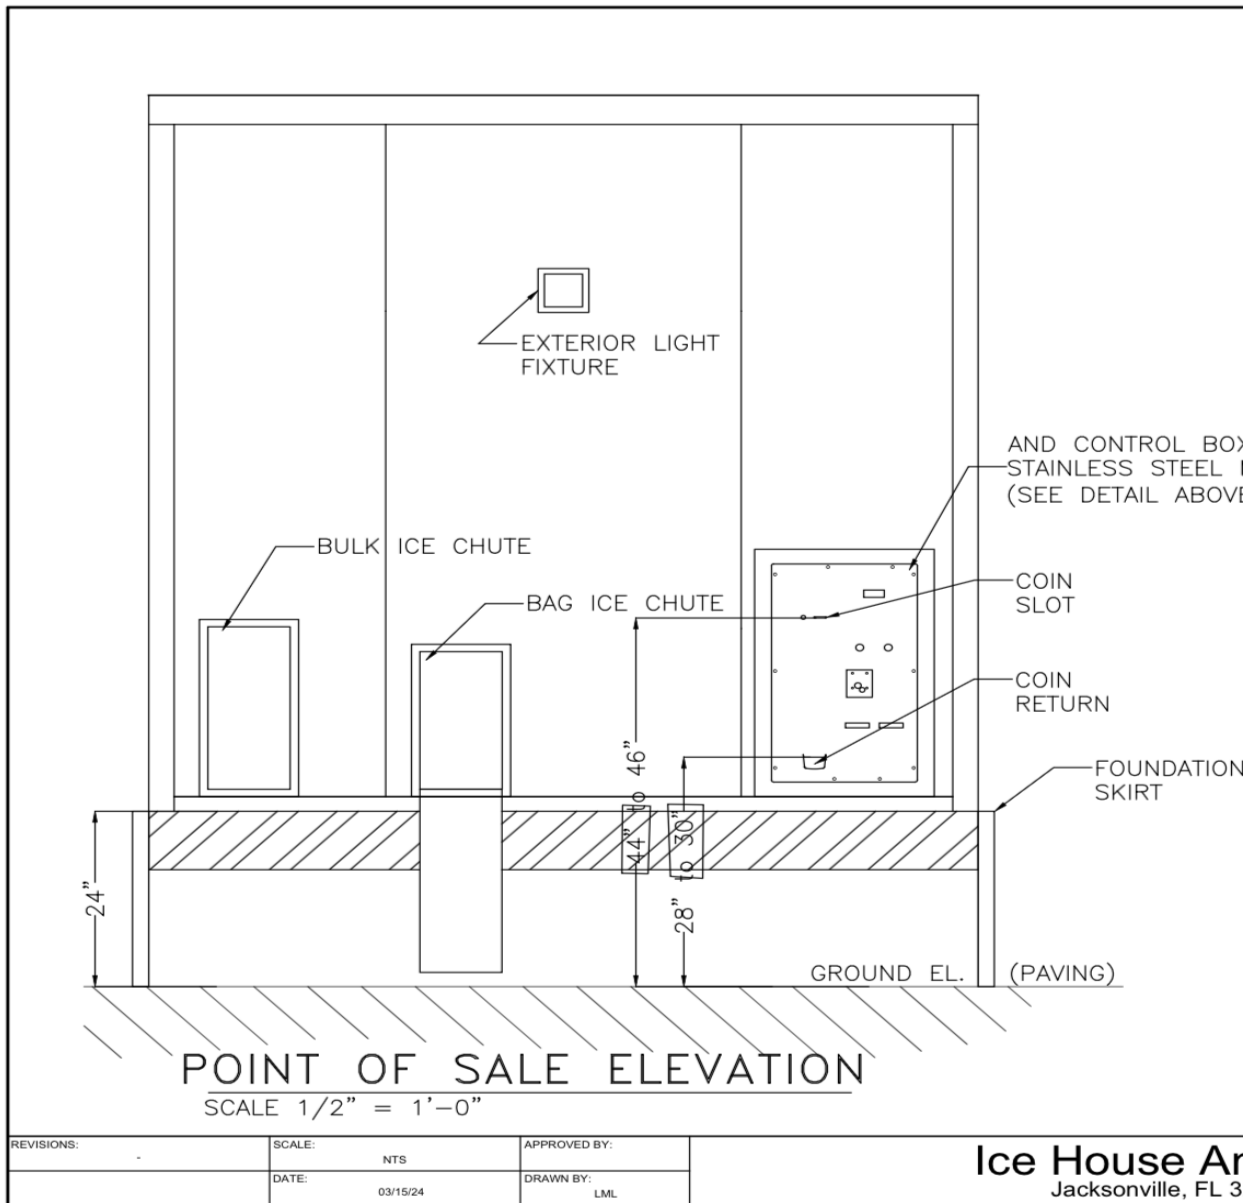 EXTERIOR LIGHT
FIXTURE
AND CONTROL BOX
STAINLESS STEEL
(SEE DETAIL ABOVE
BULK ICE CHUTE
BAG ICE CHUTE
COIN
SLOT
COIN
RETURN
FOUNDATION
SKIRT
44" to 46"
28" to 30"
24"
GROUND EL. (PAVING)
POINT OF SALE ELEVATION
SCALE 1/2" = 1'-0"
REVISIONS:
-
SCALE:
NTS
APPROVED BY:
DATE:
03/15/24
DRAWN BY:
LML
Ice House
Jacksonville, FL